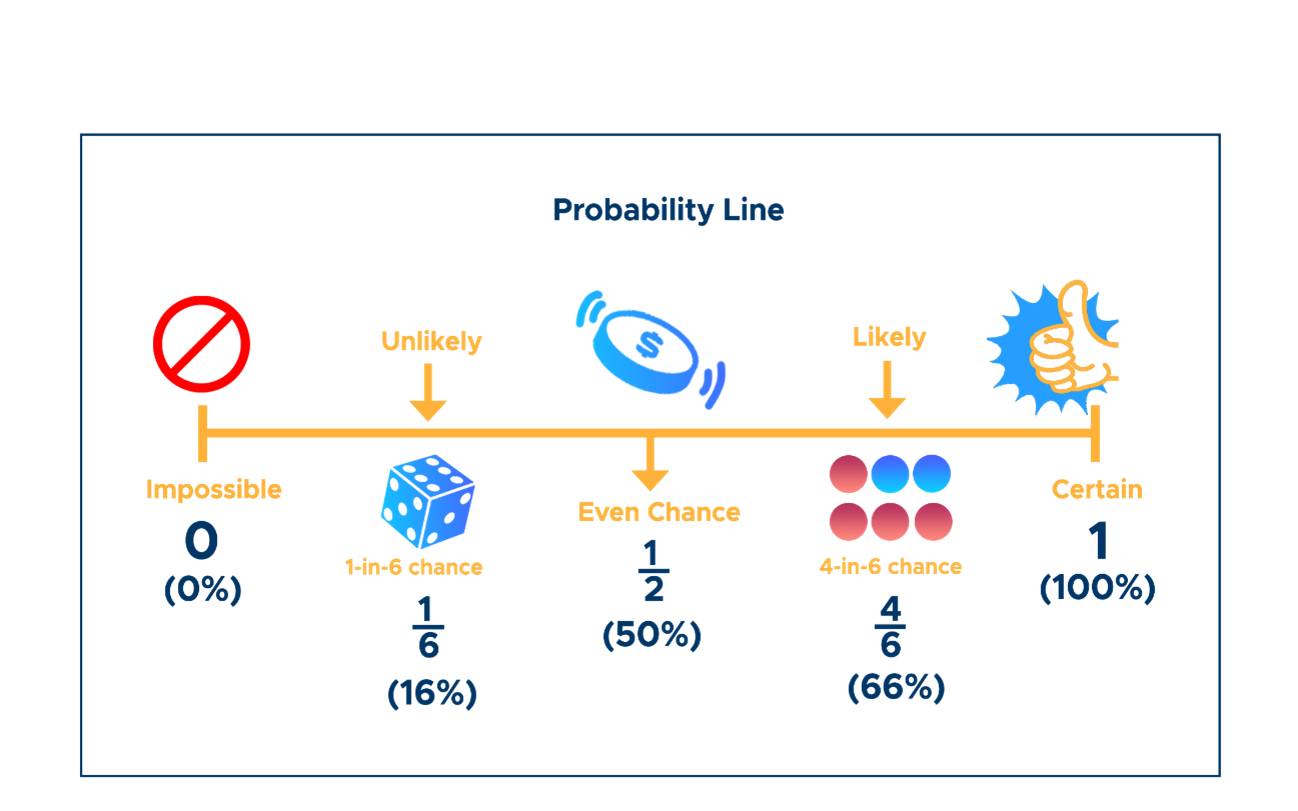 Probability Line
Unlikely
$
Likely
Impossible
0
(0%)
1-in-6 chance
1
6
(16%)
Even Chance
1
2
(50%)
4-in-6 chance
4
6
(66%)
Certain
1
(100%)